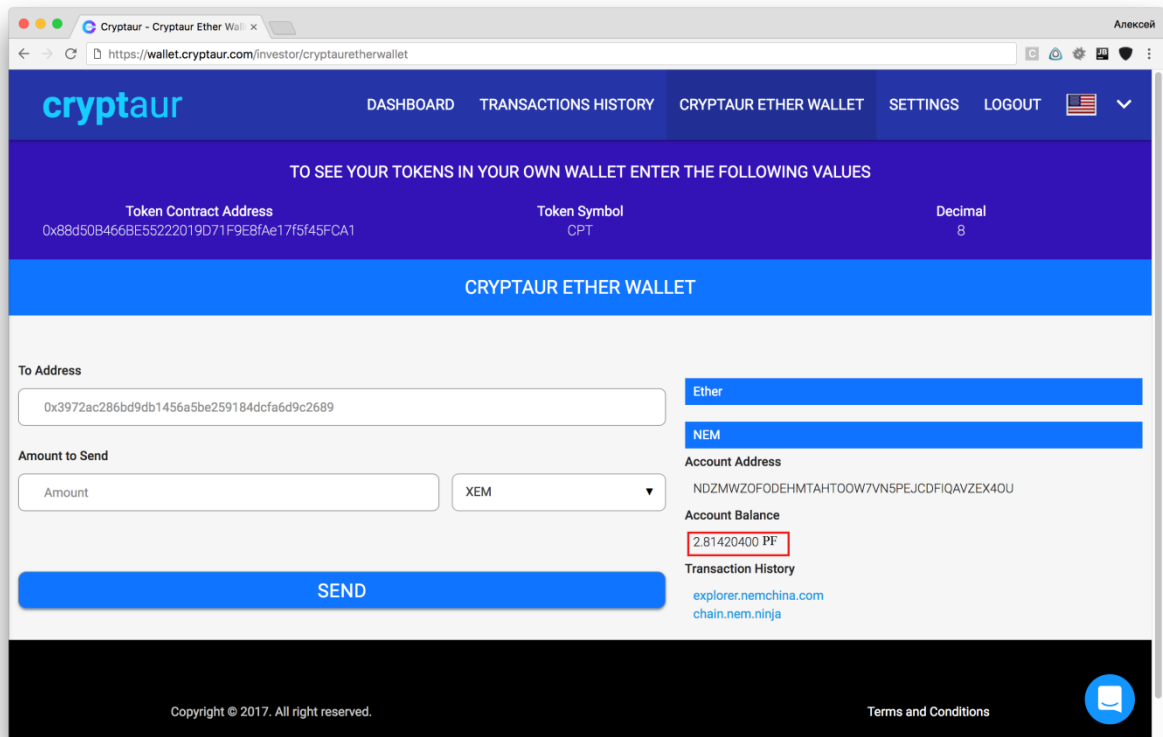 Cryptaur - Cryptaur Ether Wall
Алексей
https://wallet.cryptaur.com/investor/cryptauretherwallet
cryptaur
DASHBOARD TRANSACTIONS HISTORY CRYPTAUR ETHER WALLET SETTINGS LOGOUT
TO SEE YOUR TOKENS IN YOUR OWN WALLET ENTER THE FOLLOWING VALUES
Token Contract Address Token Symbol Decimal
0x88d50B466BE55222019D71F9E8fAe17f5f45FCA1 CPT 8
CRYPTAUR ETHER WALLET
To Address
0x3972ac286bd9db1456a5be259184dcfa6d9c2689
Amount to Send
Amount XEM
SEND
Ether
NEM
Account Address
NDZMWZOFODEHMTAHTOOW7VN5PEJCDFIQAVZEX4OU
Account Balance
2.81420400 PF
Transaction History
explorer.nemchina.com
chain.nem.ninja
Copyright © 2017. All right reserved. Terms and Conditions